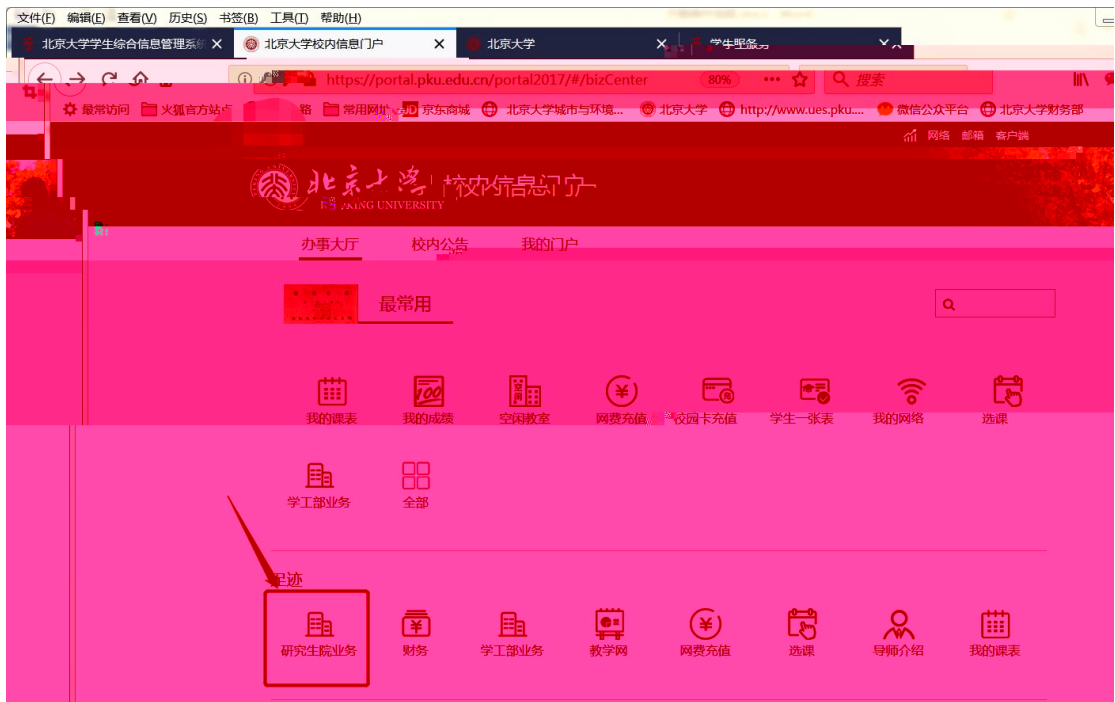 文件(F) 编辑(E) 查看(V) 历史(S) 书签(B) 工具(T) 帮助(H)
北京大学学生综合信息管理系统 北京大学校内信息门户 北京大学
https://portal.pku.edu.cn/portal2017/#/bizCenter 80% 搜索
最常访问 火狐官方站点 常用网址 JD 京东商城 北京大学城市与环境... 北京大学 http://www.ues.pku.... 微信公众平台 北京大学财务部
网络 邮箱 客户端
北京大学 校内信息门户
PEKING UNIVERSITY
办事大厅 校内公告 我的门户
最常用
我的课表 我的成绩 空闲教室 网费充值 校园卡充值 学生一张表 我的网络 选课
学工部业务 全部
足迹
研究生院业务 财务 学工部业务 教学网 网费充值 选课 导师介绍 我的课表